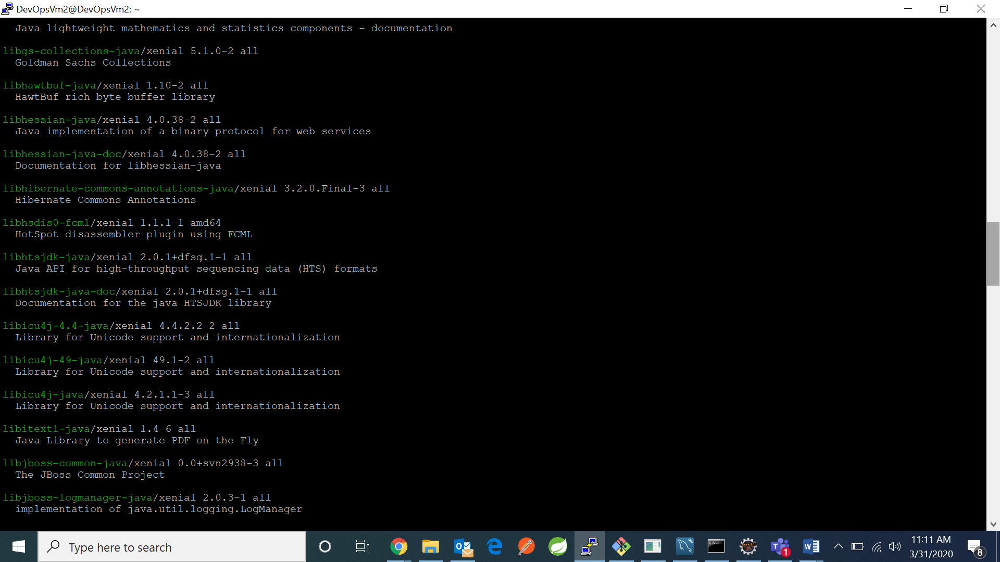 DevOpsVm2@DevOpsVm2: ~
Java lightweight mathematics and statistics components - documentation
libgs-collections-java/xenial 5.1.0-2 all
Goldman Sachs Collections
libhawtbuf-java/xenial 1.10-2 all
HawtBuf rich byte buffer library
libhessian-java/xenial 4.0.38-2 all
Java implementation of a binary protocol for web services
libhessian-java-doc/xenial 4.0.38-2 all
Documentation for libhessian-java
libhibernate-commons-annotations-java/xenial 3.2.0.Final-3 all
Hibernate Commons Annotations
libhsdis0-fcml/xenial 1.1.1-1 amd64
HotSpot disassembler plugin using FCML
libhtsjdk-java/xenial 2.0.1+dfsg.1-1 all
Java API for high-throughput sequencing data (HTS) formats
libhtsjdk-java-doc/xenial 2.0.1+dfsg.1-1 all
Documentation for the java HTSJDK library
libicu4j-4.4-java/xenial 4.4.2.2-2 all
Library for Unicode support and internationalization
libicu4j-49-java/xenial 49.1-2 all
Library for Unicode support and internationalization
libicu4j-java/xenial 4.2.1.1-3 all
Library for Unicode support and internationalization
libitext1-java/xenial 1.4-6 all
Java Library to generate PDF on the Fly
libjboss-common-java/xenial 0.0+svn2938-3 all
The JBoss Common Project
libjboss-logmanager-java/xenial 2.0.3-1 all
implementation of java.util.logging.LogManager
Type here to search
11:11 AM
3/31/2020
8
1